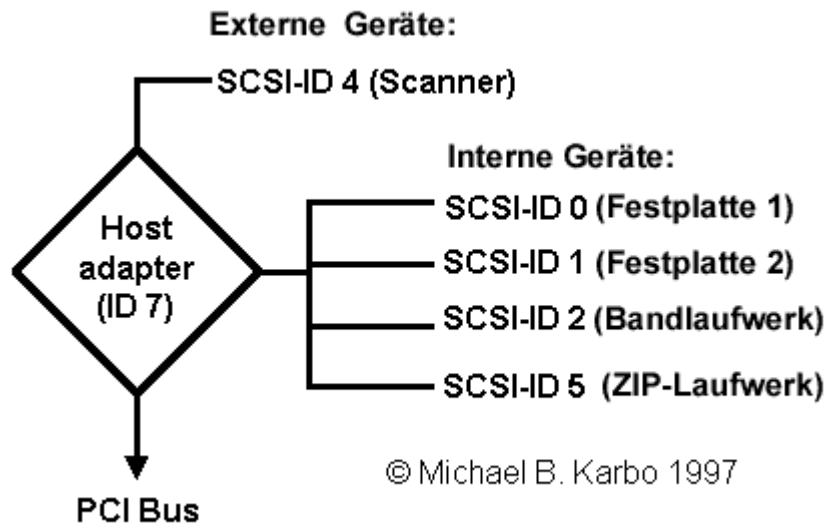 Externe Geräte:
SCSI-ID 4 (Scanner)
Interne Geräte:
SCSI-ID 0 (Festplatte 1)
SCSI-ID 1 (Festplatte 2)
SCSI-ID 2 (Bandlaufwerk)
SCSI-ID 5 (ZIP-Laufwerk)
Host
adapter
(ID 7)
PCI Bus
© Michael B. Karbo 1997